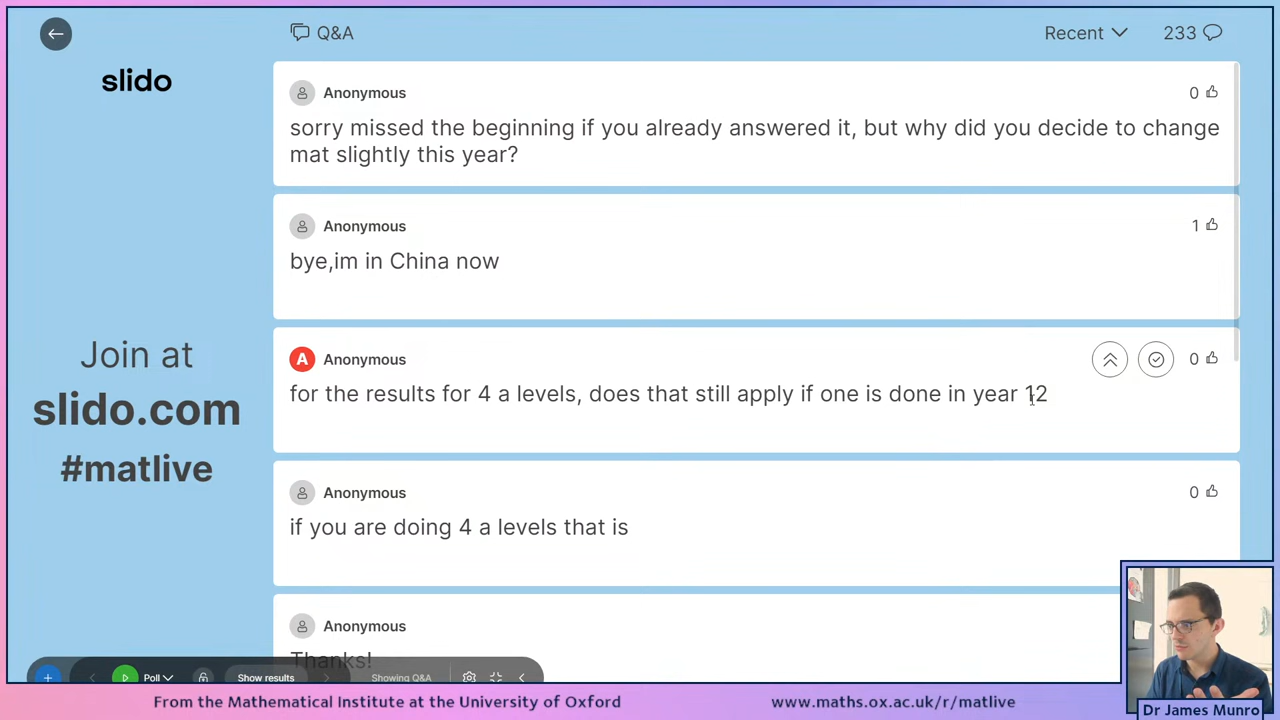 Q&A
Recent
233
slido
Anonymous
0
sorry missed the beginning if you already answered it, but why did you decide to change
mat slightly this year?
Anonymous
1
bye,im in China now
Join at
slido.com
#matlive
A
Anonymous
0
for the results for 4 a levels, does that still apply if one is done in year 12
Anonymous
0
if you are doing 4 a levels that is
Anonymous
Thanks!
Poll
Show results
Showing Q&A
From the Mathematical Institute at the University of Oxford
www.maths.ox.ac.uk/r/matlive
Dr James Munro